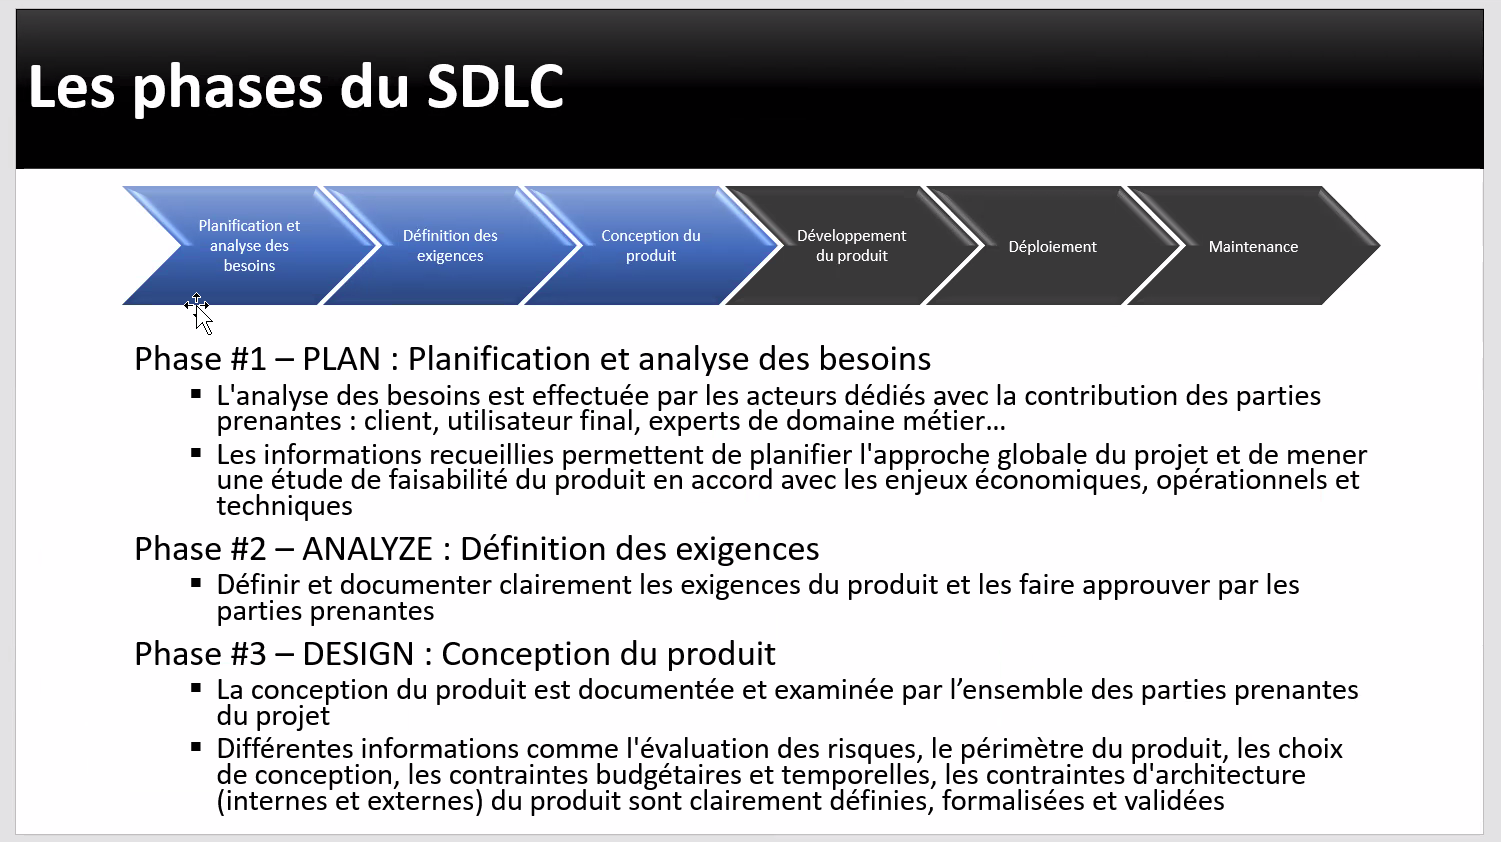 Les phases du SDLC
Planification et
analyse des
besoins
Définition des
exigences
Conception du
produit
Développement
du produit
Déploiement
Maintenance
Phase #1 – PLAN : Planification et analyse des besoins
▪ L'analyse des besoins est effectuée par les acteurs dédiés avec la contribution des parties
prenantes : client, utilisateur final, experts de domaine métier…
▪ Les informations recueillies permettent de planifier l'approche globale du projet et de mener
une étude de faisabilité du produit en accord avec les enjeux économiques, opérationnels et
techniques
Phase #2 – ANALYZE : Définition des exigences
▪ Définir et documenter clairement les exigences du produit et les faire approuver par les
parties prenantes
Phase #3 – DESIGN : Conception du produit
▪ La conception du produit est documentée et examinée par l’ensemble des parties prenantes
du projet
▪ Différentes informations comme l'évaluation des risques, le périmètre du produit, les choix
de conception, les contraintes budgétaires et temporelles, les contraintes d'architecture
(internes et externes) du produit sont clairement définies, formalisées et validées